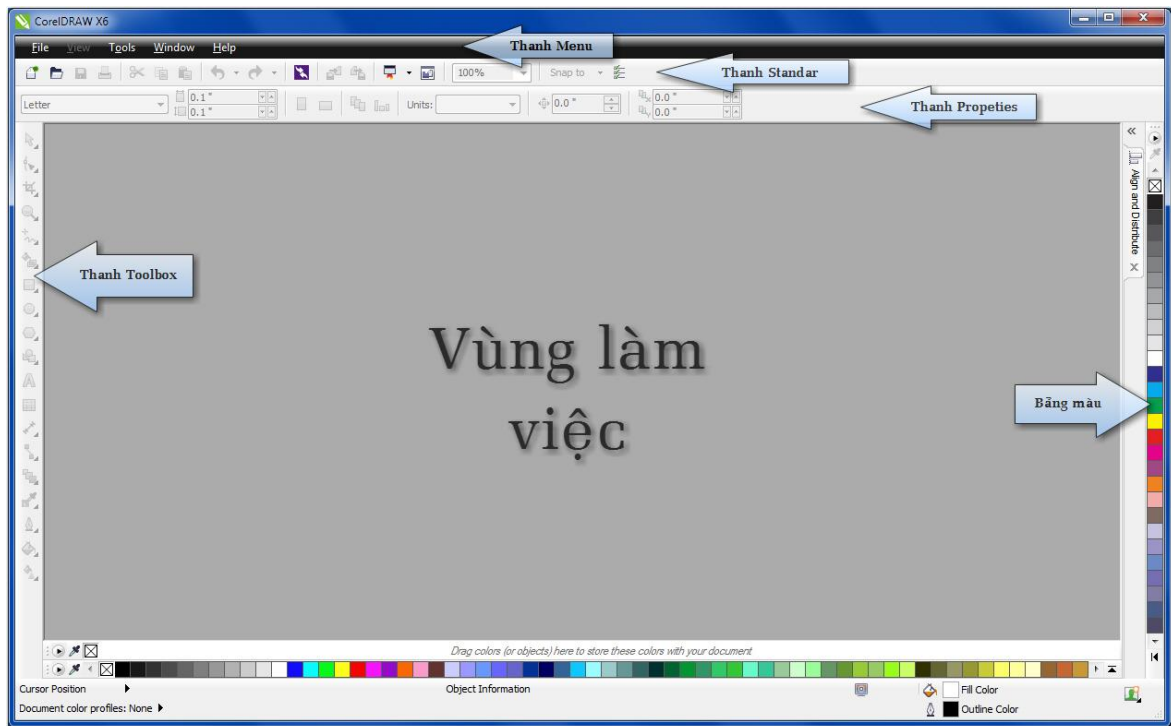 CorelDRAW X6
File View Tools Window Help
Thanh Menu
100%
Snap to
Thanh Standar
Letter
0.1 "
0.1 "
Units:
0.0 "
0.0 "
0.0 "
Thanh Propeties
Align and Distribute
Thanh Toolbox
Vùng làm
việc
Bãng màu
Drag colors (or objects) here to store these colors with your document
Cursor Position
Object Information
Fill Color
Document color profiles: None
Outline Color